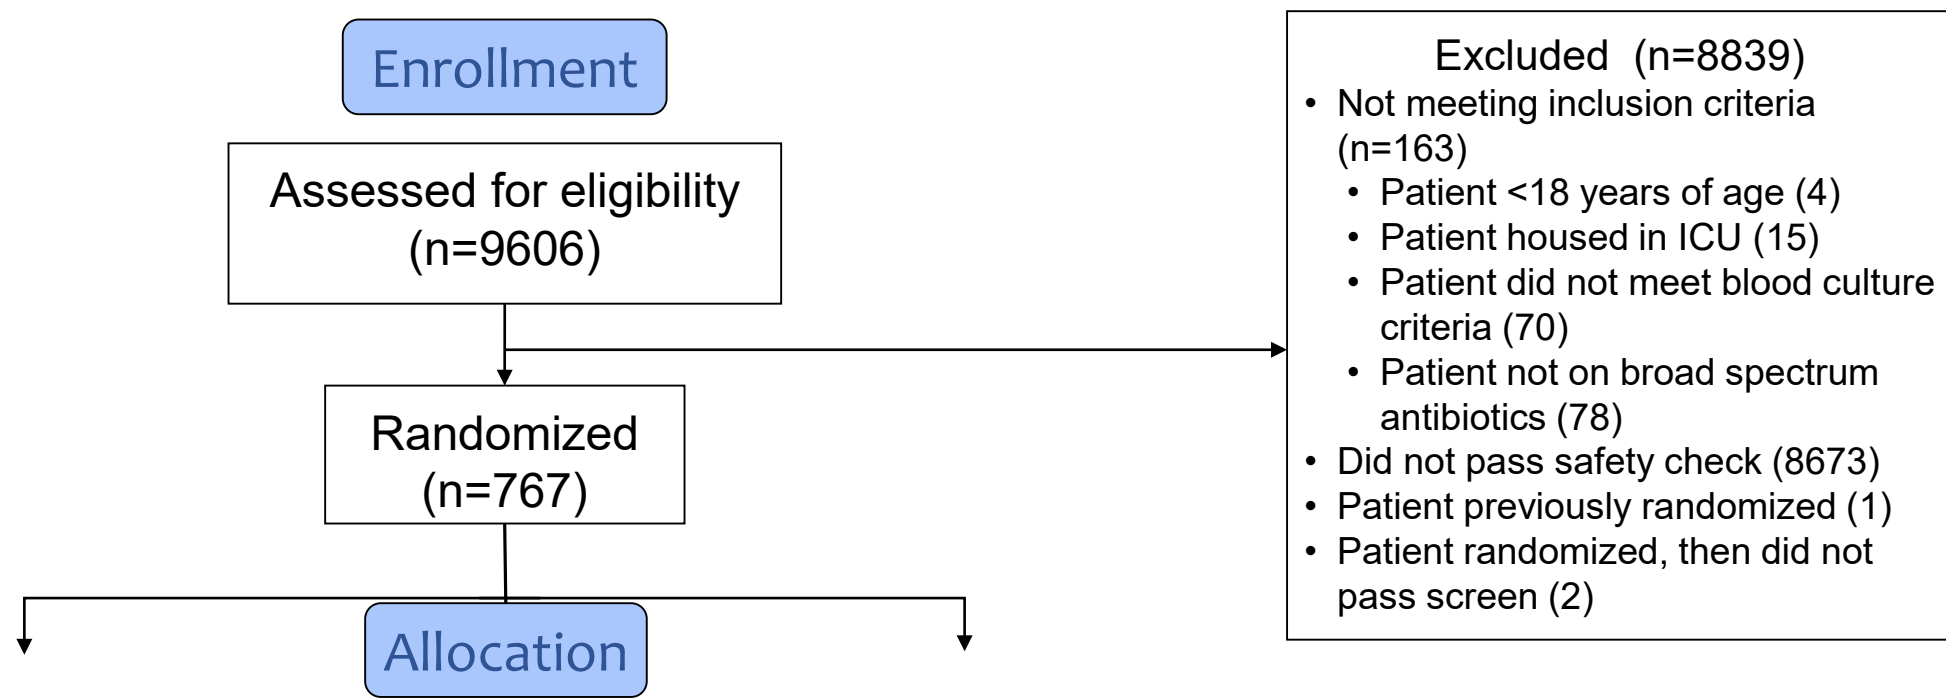 Enrollment
Assessed for eligibility
(n=9606)
Randomized
(n=767)
Allocation
Excluded  (n=8839)
• Not meeting inclusion criteria
(n=163)
• Patient <18 years of age (4)
• Patient housed in ICU (15)
• Patient did not meet blood culture
criteria (70)
• Patient not on broad spectrum
antibiotics (78)
• Did not pass safety check (8673)
• Patient previously randomized (1)
• Patient randomized, then did not
pass screen (2)